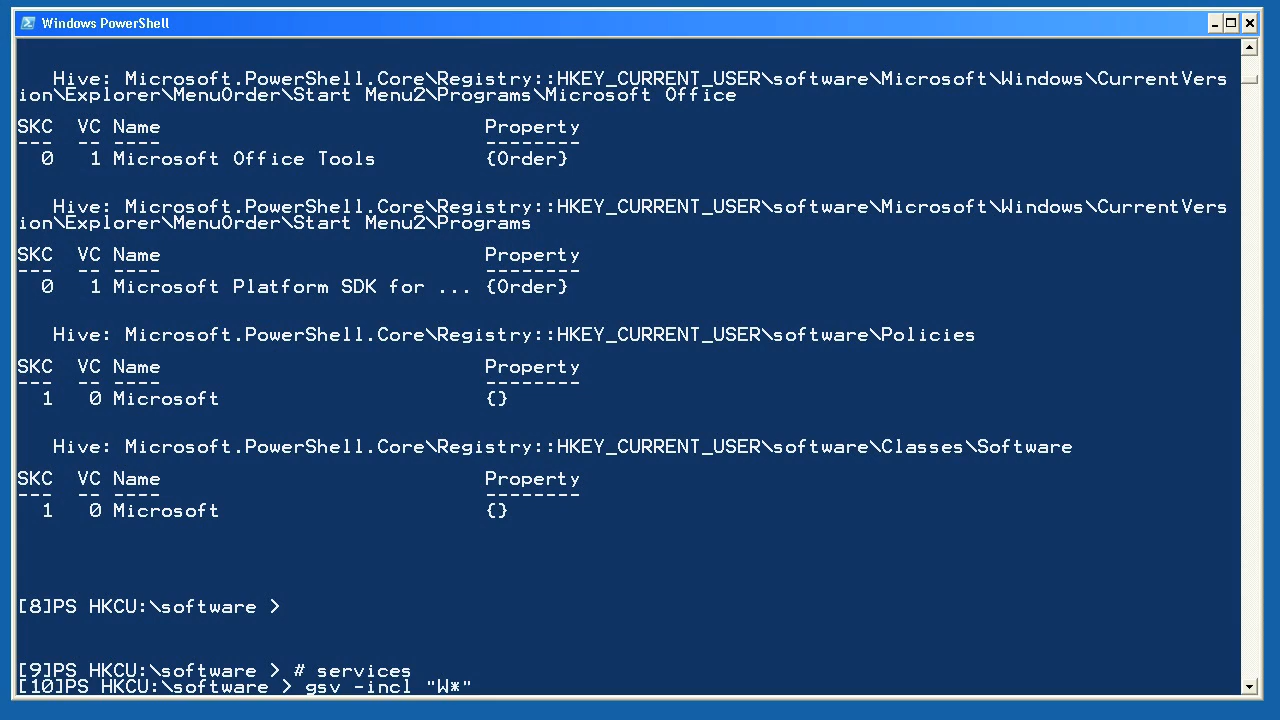 Windows PowerShell
   Hive: Microsoft.PowerShell.Core\Registry::HKEY_CURRENT_USER\software\Microsoft\Windows\CurrentVers
ion\Explorer\MenuOrder\Start Menu2\Programs\Microsoft Office
SKC  VC Name                           Property
---  -- ----                           --------
  0   1 Microsoft Office Tools         {Order}
   Hive: Microsoft.PowerShell.Core\Registry::HKEY_CURRENT_USER\software\Microsoft\Windows\CurrentVers
ion\Explorer\MenuOrder\Start Menu2\Programs
SKC  VC Name                           Property
---  -- ----                           --------
  0   1 Microsoft Platform SDK for ... {Order}
   Hive: Microsoft.PowerShell.Core\Registry::HKEY_CURRENT_USER\software\Policies
SKC  VC Name                           Property
---  -- ----                           --------
  1   0 Microsoft                      {}
   Hive: Microsoft.PowerShell.Core\Registry::HKEY_CURRENT_USER\software\Classes\Software
SKC  VC Name                           Property
---  -- ----                           --------
  1   0 Microsoft                      {}
[8]PS HKCU:\software >
[9]PS HKCU:\software > # services
[10]PS HKCU:\software > gsv -incl "W*"